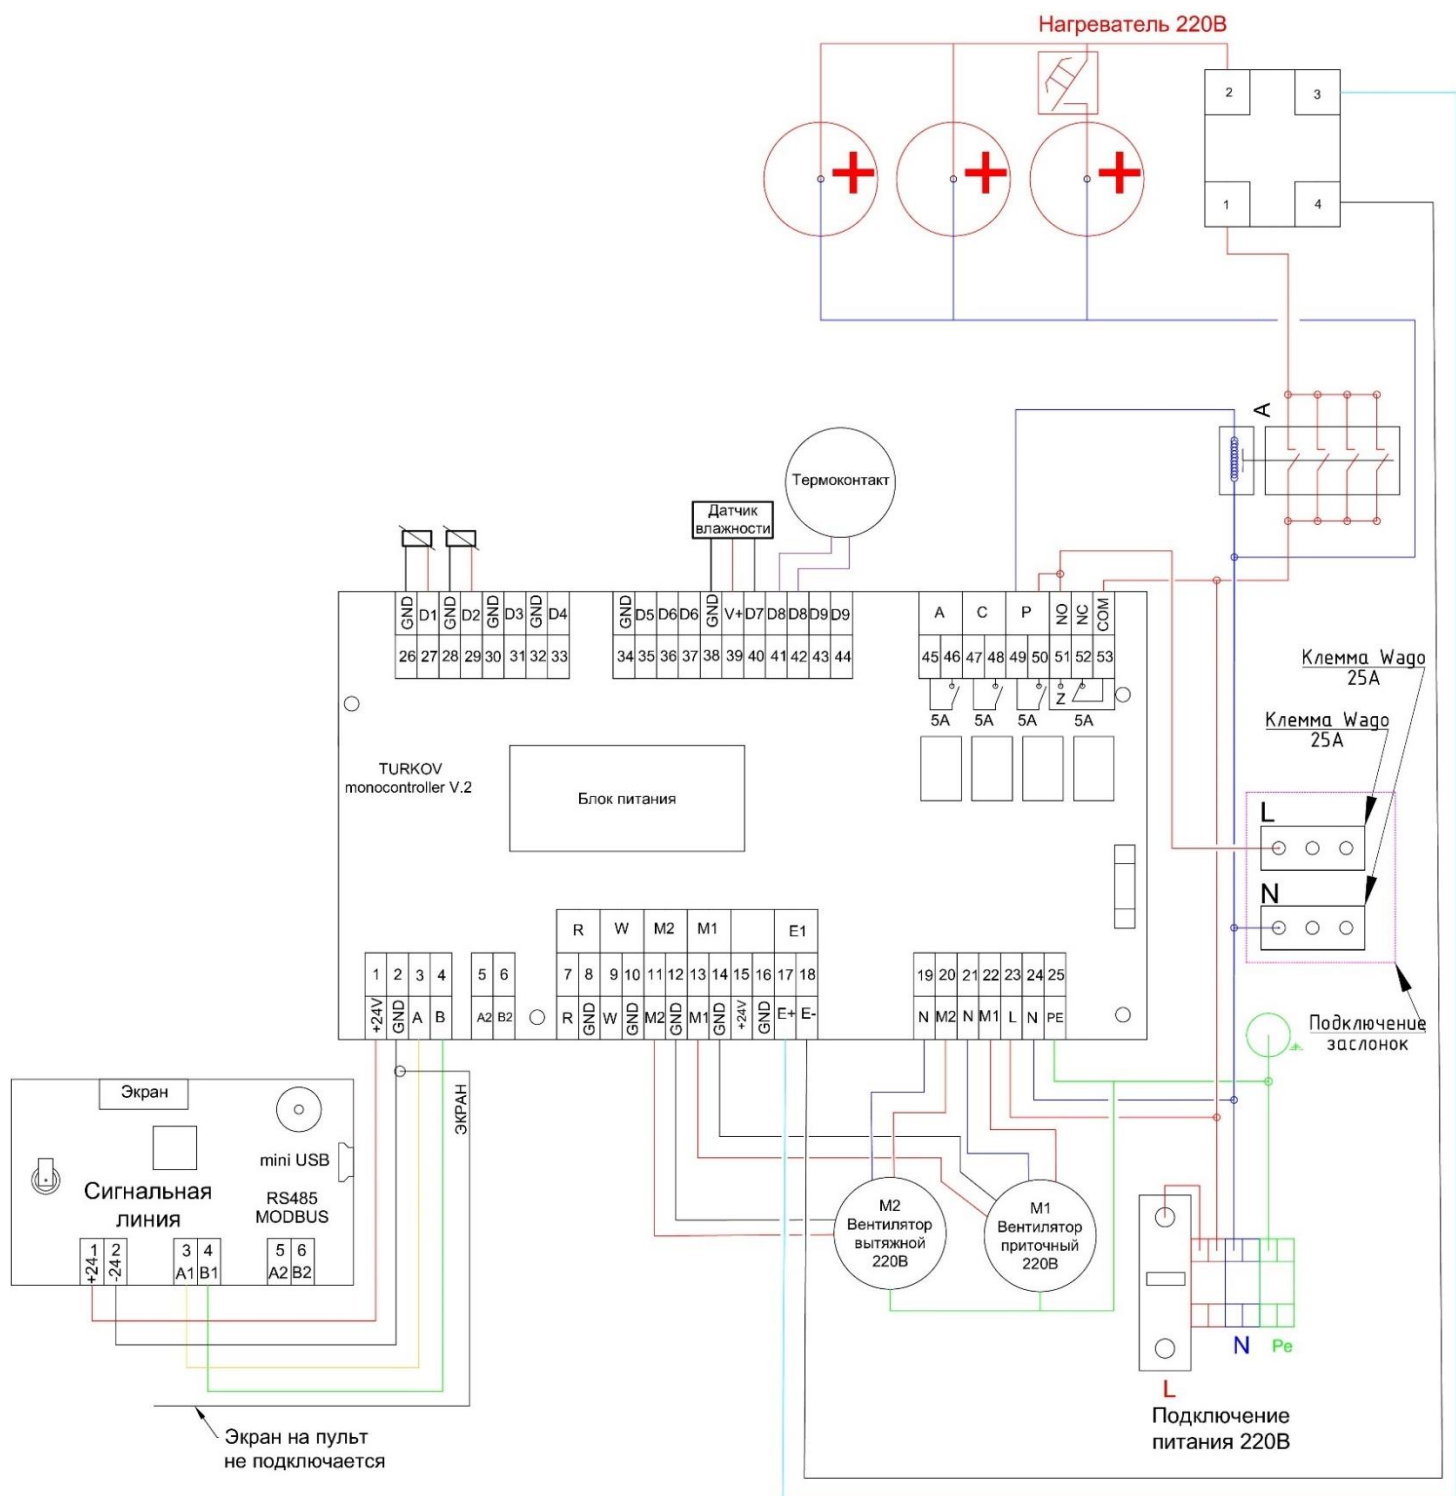 Нагреватель 220В
2
3
1
4
А
Термоконтакт
Датчик
влажности
GND D1 GND D2 GND D3 GND D4
26 27 28 29 30 31 32 33
GND D5 D6 D6 GND V+ D7 D8 D8 D9 D9
34 35 36 37 38 39 40 41 42 43 44
A C P NO NC COM
45 46 47 48 49 50 51 52 53
Z
5А 5А 5А 5А
Клемма Wago
25А
Клемма Wago
25А
TURKOV
monocontroller V.2
Блок питания
L
N
Подключение
заслонок
R W M2 M1 E1
1 2 3 4
+24V GND A B
5 6
A2 B2
7 8 9 10 11 12 13 14 15 16 17 18
R GND W GND M2 GND M1 GND +24V GND E+ E-
19 20 21 22 23 24 25
N M2 N M1 L N PE
Экран
mini USB
Сигнальная
линия
RS485
MODBUS
1 2 3 4 5 6
+24 -24 A1 B1 A2 B2
ЭКРАН
M2
Вентилятор
вытяжной
220В
M1
Вентилятор
приточный
220В
N
Pe
L
Подключение
питания 220В
Экран на пульт
не подключается